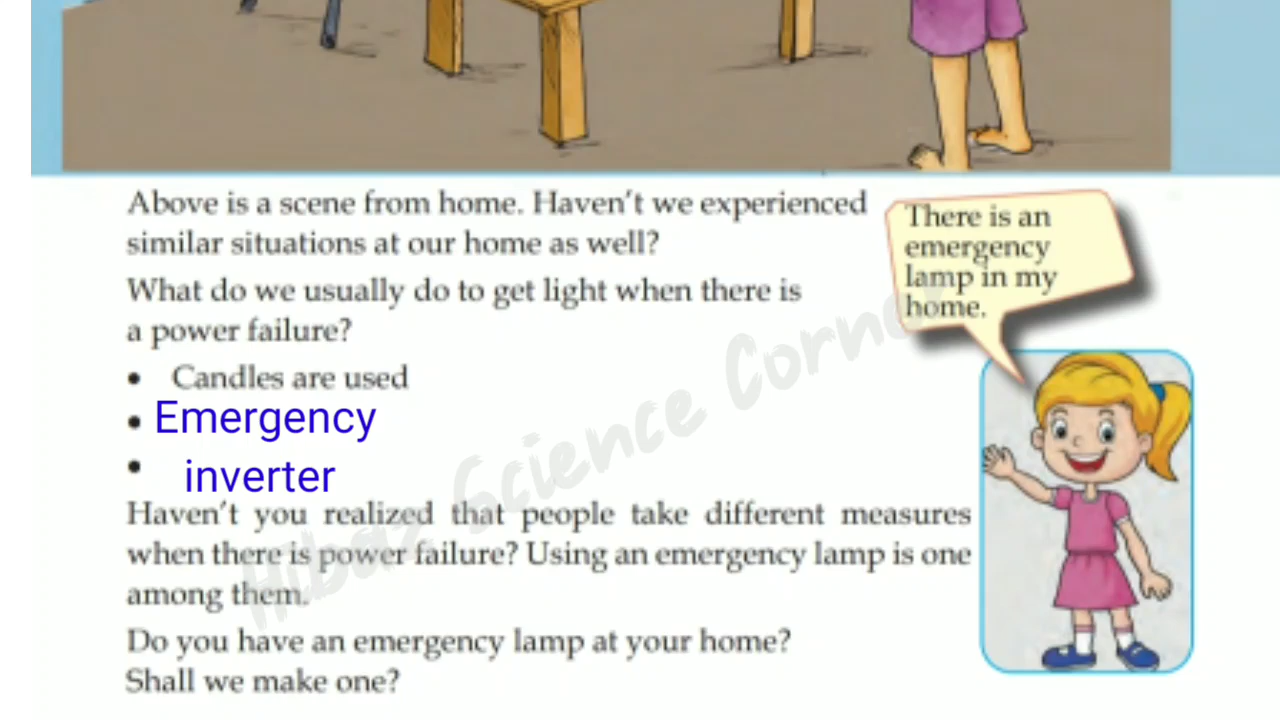 Above is a scene from home. Haven't we experienced
similar situations at our home as well?
What do we usually do to get light when there is
a power failure?
• Candles are used
• Emergency
• inverter
Haven't you realized that people take different measures
when there is power failure? Using an emergency lamp is one
among them.
Do you have an emergency lamp at your home?
Shall we make one?
There is an
emergency
lamp in my
home.
Hibaz Science Corner